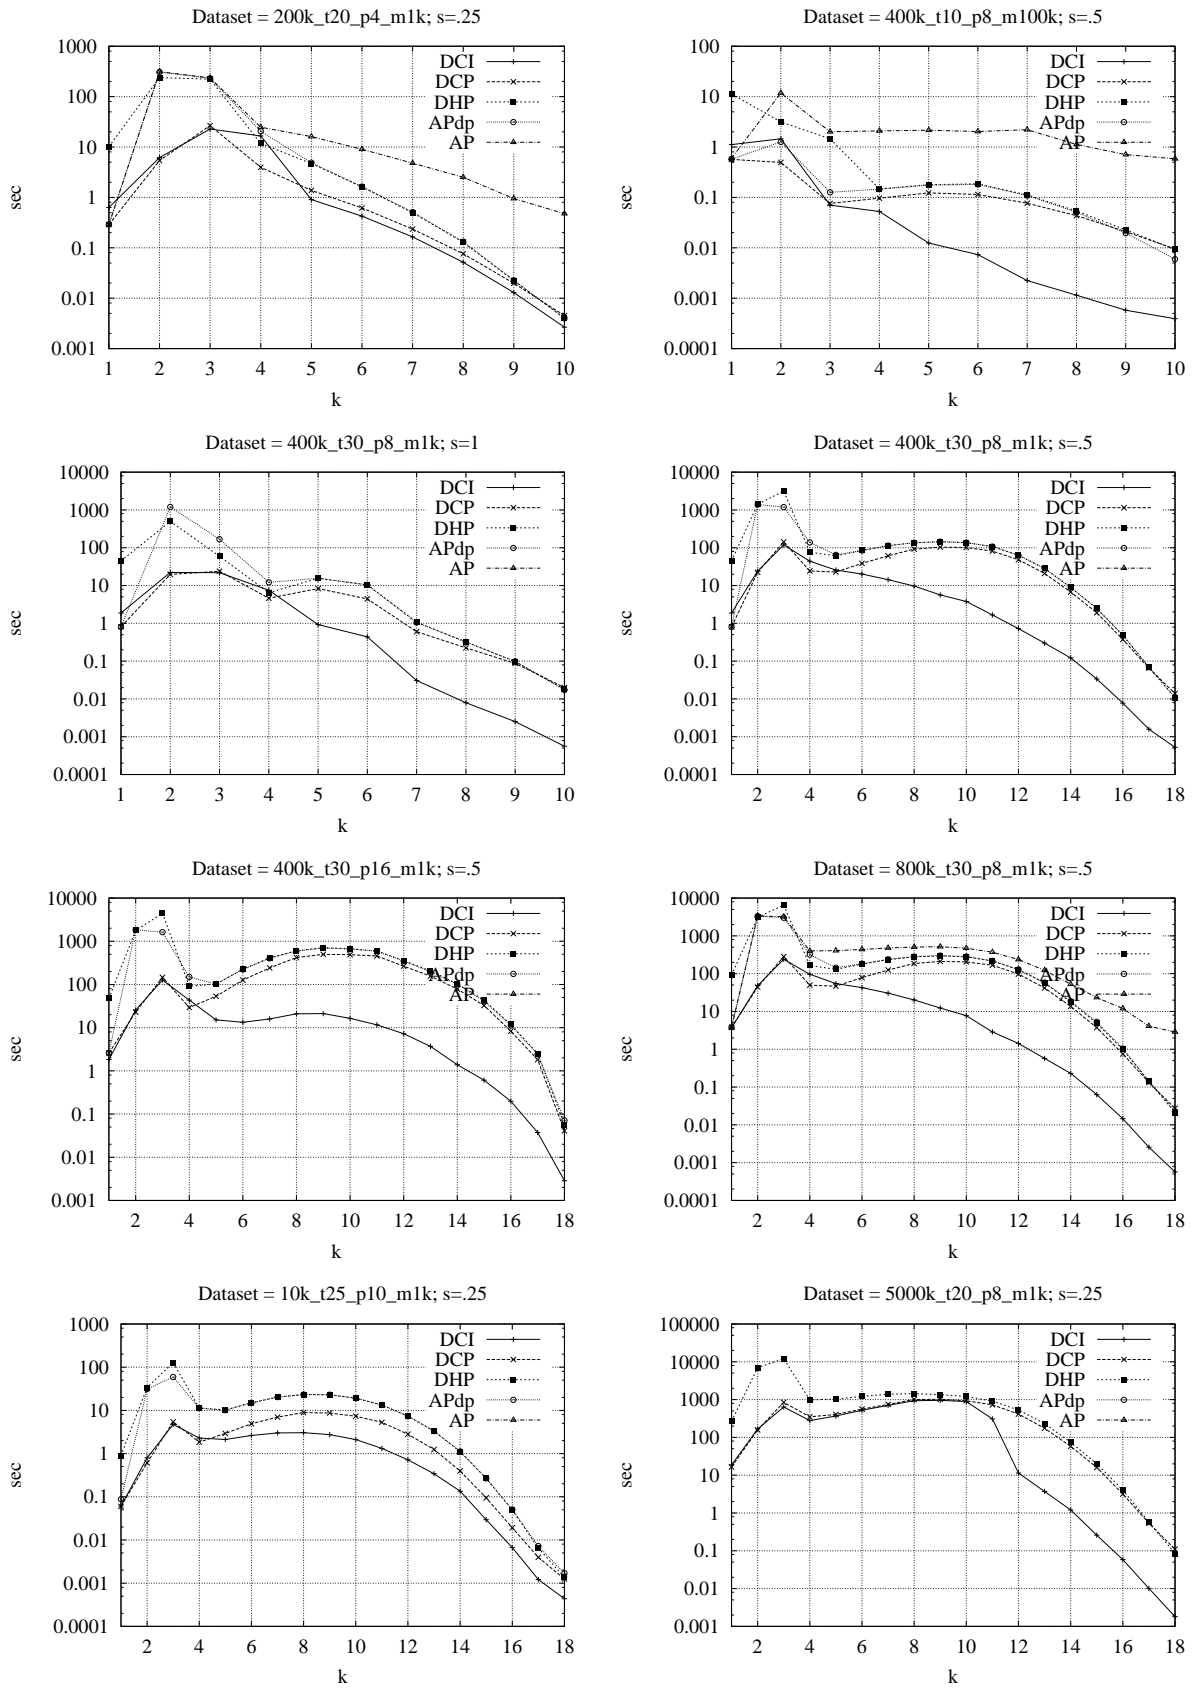 Dataset = 200k_t20_p4_m1k; s=.25
1000
100
10
1
0.1
0.01
0.001
sec
DCI
DCP
DHP
APdp
AP
1 2 3 4 5 6 7 8 9 10
k
Dataset = 400k_t10_p8_m100k; s=.5
100
10
1
0.1
0.01
0.001
0.0001
sec
DCI
DCP
DHP
APdp
AP
1 2 3 4 5 6 7 8 9 10
k
Dataset = 400k_t30_p8_m1k; s=1
10000
1000
100
10
1
0.1
0.01
0.001
0.0001
sec
DCI
DCP
DHP
APdp
AP
1 2 3 4 5 6 7 8 9 10
k
Dataset = 400k_t30_p8_m1k; s=.5
10000
1000
100
10
1
0.1
0.01
0.001
0.0001
sec
DCI
DCP
DHP
APdp
AP
2 4 6 8 10 12 14 16 18
k
Dataset = 400k_t30_p16_m1k; s=.5
10000
1000
100
10
1
0.1
0.01
0.001
sec
DCI
DCP
DHP
APdp
AP
2 4 6 8 10 12 14 16 18
k
Dataset = 800k_t30_p8_m1k; s=.5
10000
1000
100
10
1
0.1
0.01
0.001
0.0001
sec
DCI
DCP
DHP
APdp
AP
2 4 6 8 10 12 14 16 18
k
Dataset = 10k_t25_p10_m1k; s=.25
1000
100
10
1
0.1
0.01
0.001
0.0001
sec
DCI
DCP
DHP
APdp
AP
2 4 6 8 10 12 14 16 18
k
Dataset = 5000k_t20_p8_m1k; s=.25
100000
10000
1000
100
10
1
0.1
0.01
0.001
sec
DCI
DCP
DHP
APdp
AP
2 4 6 8 10 12 14 16 18
k